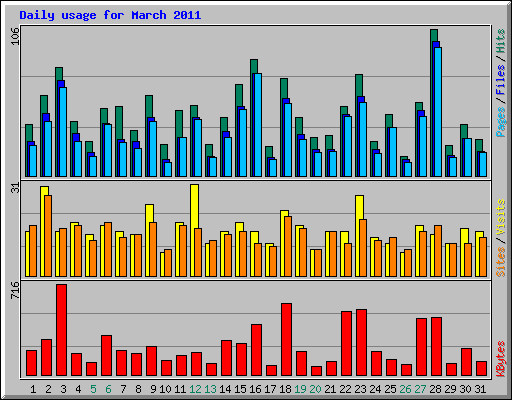 Daily usage for March 2011
106
Pages/Files/Hits
31
Sites/Visits
716
KBytes
1 2 3 4 5 6 7 8 9 10 11 12 13 14 15 16 17 18 19 20 21 22 23 24 25 26 27 28 29 30 31